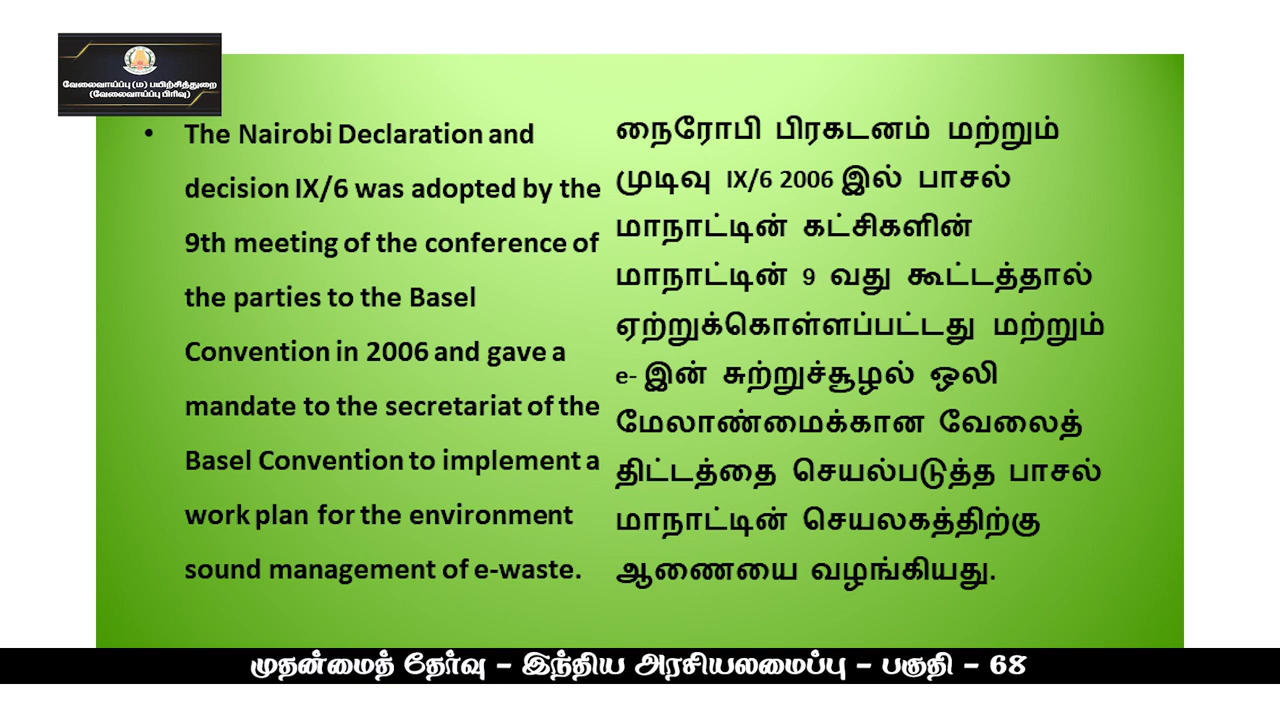 வேலைவாய்ப்பு (ம) பயிற்சித்துறை
(வேலைவாய்ப்பு பிரிவு)
• The Nairobi Declaration and
decision IX/6 was adopted by the
9th meeting of the conference of
the parties to the Basel
Convention in 2006 and gave a
mandate to the secretariat of the
Basel Convention to implement a
work plan for the environment
sound management of e-waste.
நைரோபி பிரகடனம் மற்றும்
முடிவு IX/6 2006 இல் பாசல்
மாநாட்டின் கட்சிகளின்
மாநாட்டின் 9 வது கூட்டத்தால்
ஏற்றுக்கொள்ளப்பட்டது மற்றும்
e- இன் சுற்றுச்சூழல் ஒலி
மேலாண்மைக்கான வேலைத்
திட்டத்தை செயல்படுத்த பாசல்
மாநாட்டின் செயலகத்திற்கு
ஆணையை வழங்கியது.
முதன்மைத் தேர்வு – இந்திய அரசியலமைப்பு – பகுதி – 68